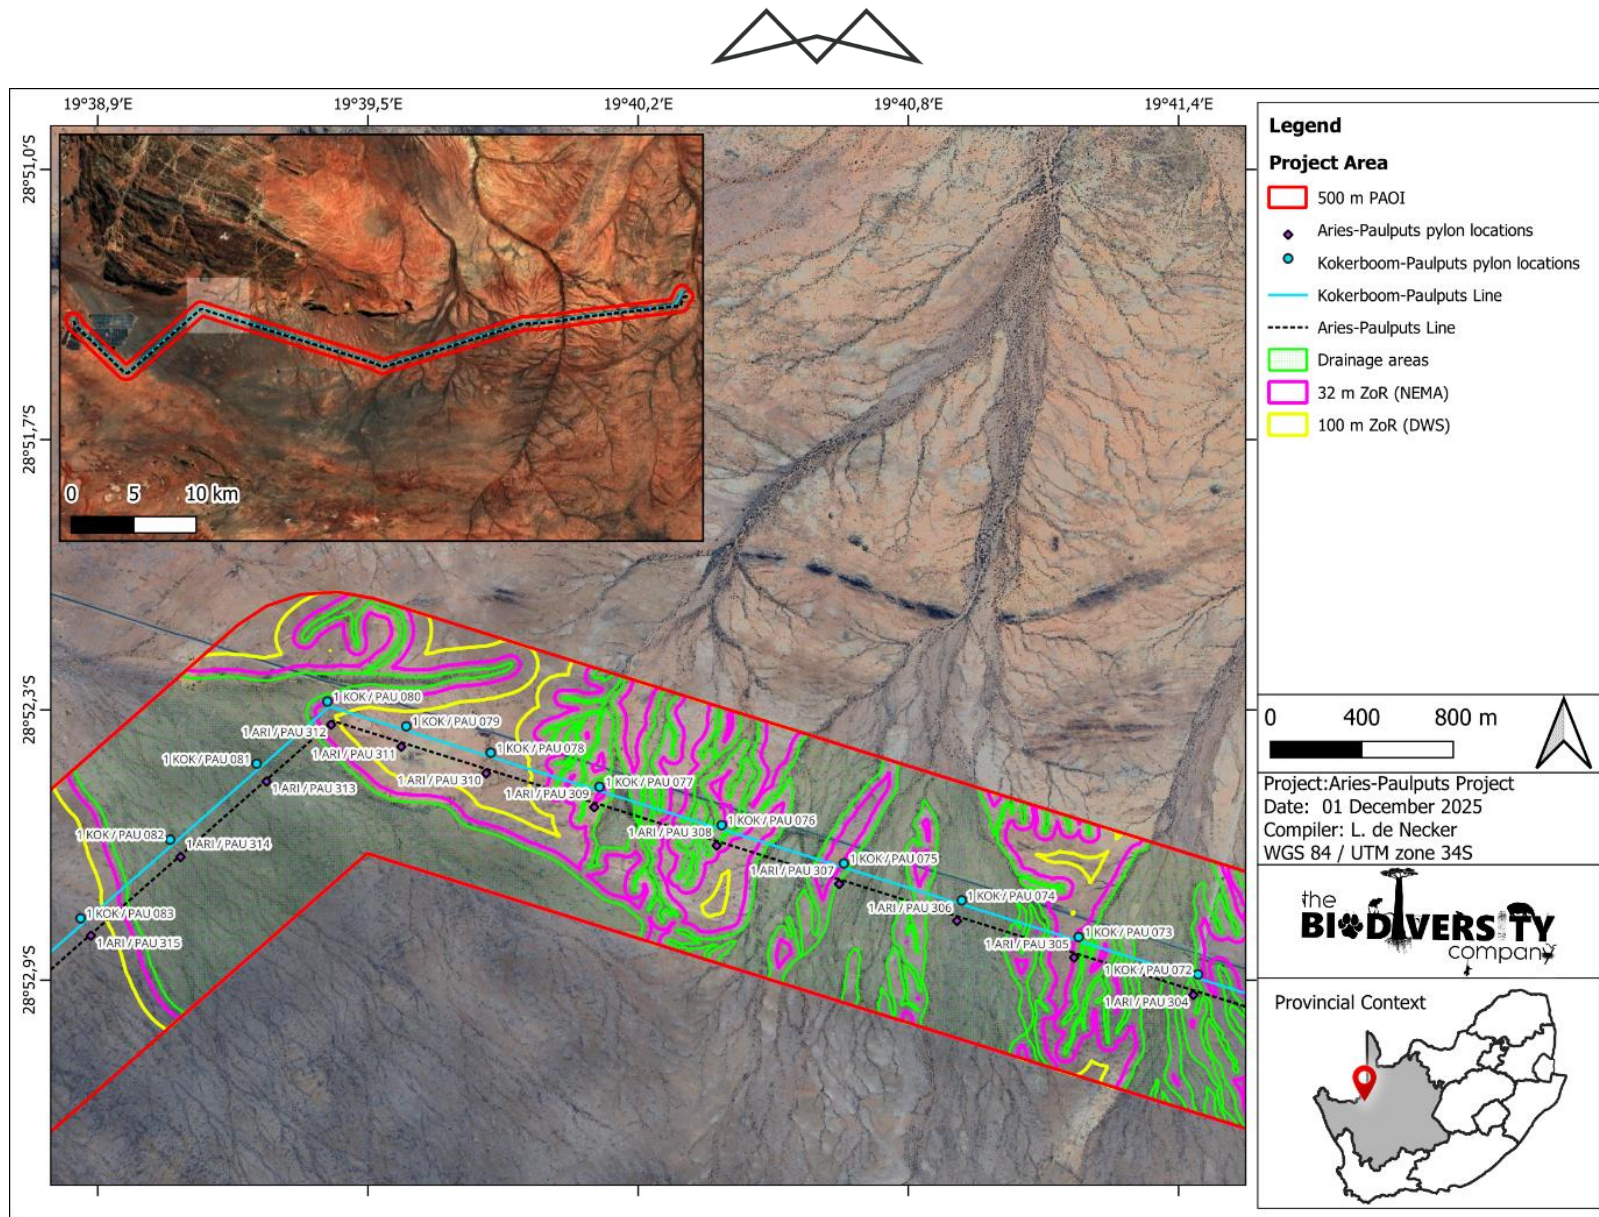 19°38,9'E
19°39,5'E
19°40,2'E
19°40,8'E
19°41,4'E
28°51,0'S
28°51,7'S
28°52,3'S
28°52,9'S
0 5 10 km
1 KOK / PAU 080
1 KOK / PAU 079
1 ARI / PAU 312
1 ARI / PAU 311
1 KOK / PAU 078
1 KOK / PAU 081
1 ARI / PAU 310
1 KOK / PAU 077
1 ARI / PAU 313
1 ARI / PAU 309
1 KOK / PAU 076
1 ARI / PAU 308
1 KOK / PAU 082
1 ARI / PAU 314
1 KOK / PAU 075
1 ARI / PAU 307
1 KOK / PAU 074
1 ARI / PAU 306
1 KOK / PAU 083
1 KOK / PAU 073
1 ARI / PAU 315
1 ARI / PAU 305
1 KOK / PAU 072
1 ARI / PAU 304
Legend
Project Area
500 m PAOI
Aries-Paulputs pylon locations
Kokerboom-Paulputs pylon locations
Kokerboom-Paulputs Line
Aries-Paulputs Line
Drainage areas
32 m ZoR (NEMA)
100 m ZoR (DWS)
0 400 800 m
Project:Aries-Paulputs Project
Date: 01 December 2025
Compiler: L. de Necker
WGS 84 / UTM zone 34S
the
BIODIVERSITY
company
Provincial Context